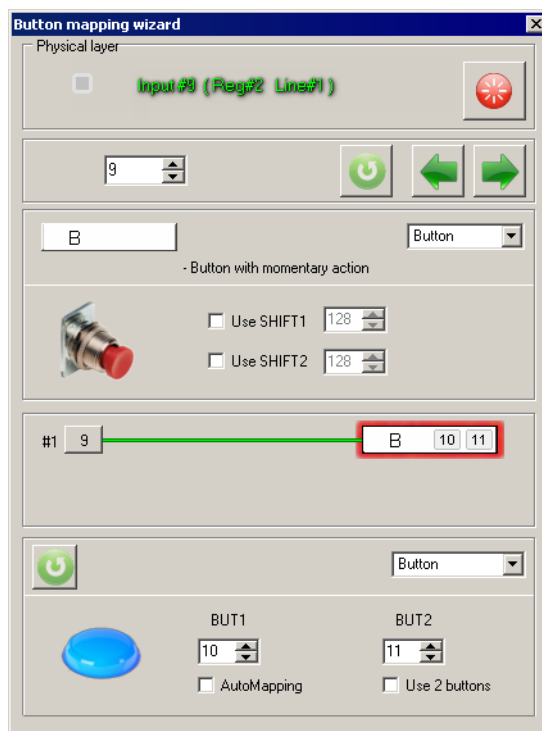 Button mapping wizard
Physical layer
Input#9 (Reg#2 Line#1)
9
B
Button
- Button with momentary action
Use SHIFT1 128
Use SHIFT2 128
#1 9 B 10 11
Button
BUT1 BUT2
10 11
AutoMapping Use 2 buttons